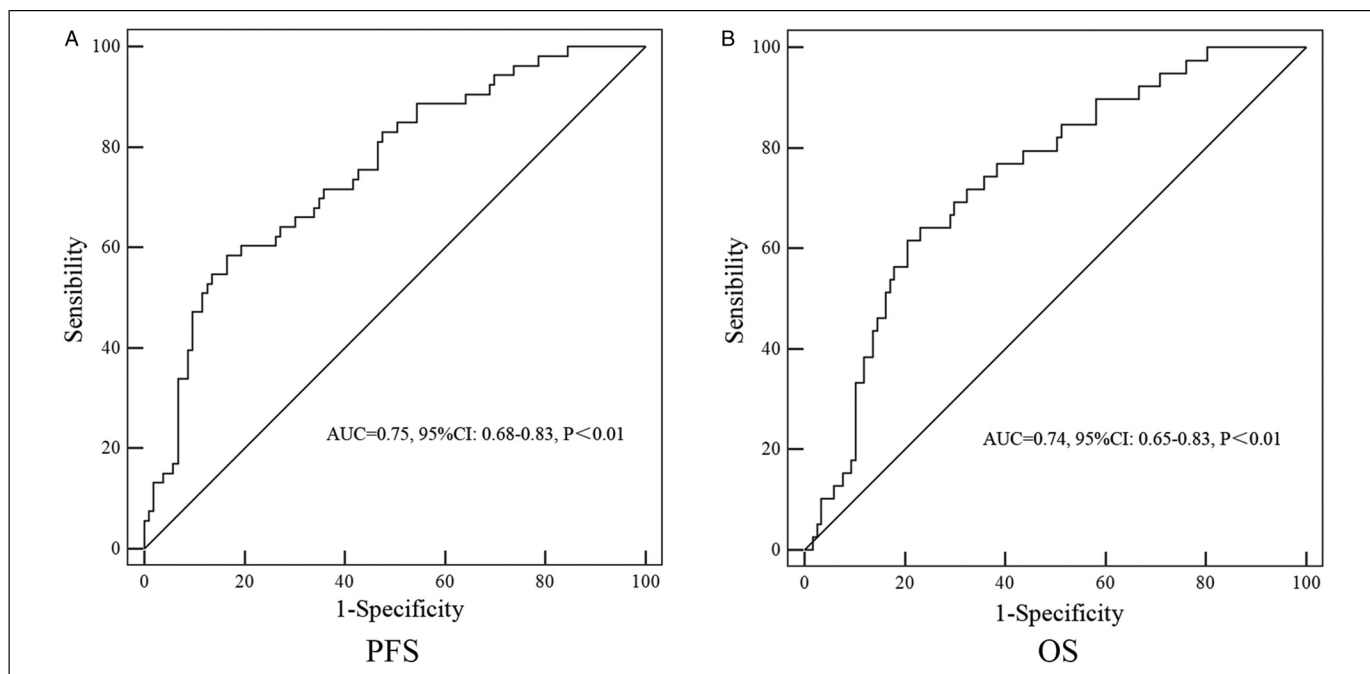 A
100
80
60
40
20
0
Sensibility
AUC=0.75, 95%CI: 0.68-0.83, P<0.01
0 20 40 60 80 100
1-Specificity
PFS
B
100
80
60
40
20
0
Sensibility
AUC=0.74, 95%CI: 0.65-0.83, P<0.01
0 20 40 60 80 100
1-Specificity
OS